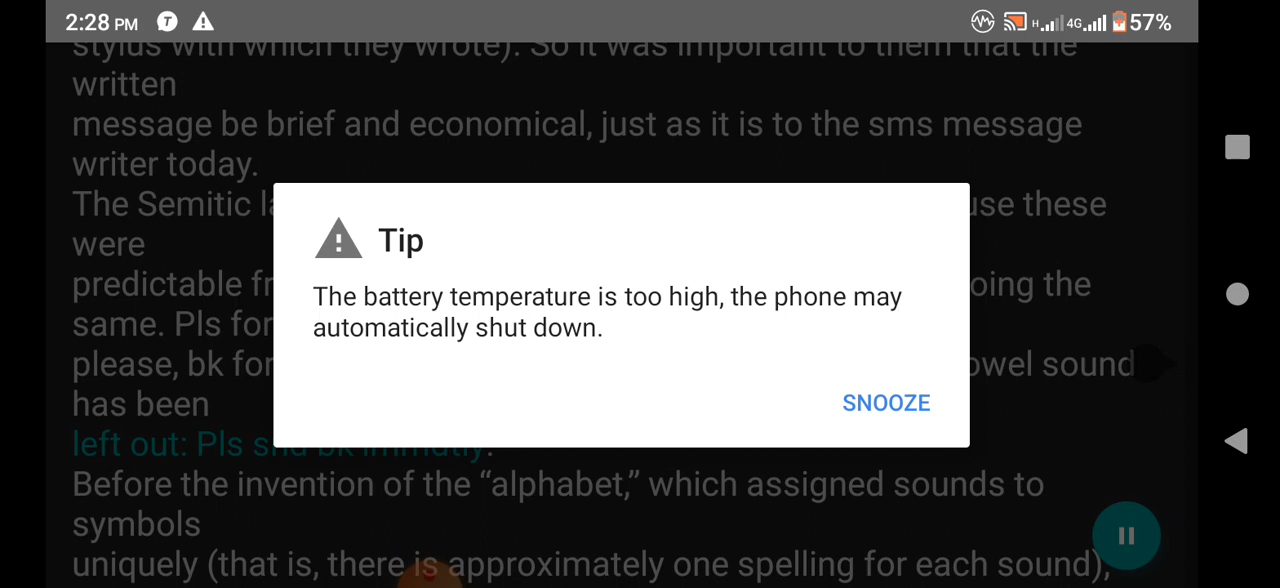 2:28 PM
H 4G 57%
stylus with which they wrote). So it was important to them that the
written
message be brief and economical, just as it is to the sms message
writer today.
The Semitic use these
were
predictable oing the
same. Pls
please, bk owel sound
has been
left out: Pls snd bk immdtly.
Before the invention of the “alphabet,” which assigned sounds to
symbols
uniquely (that is, there is approximately one spelling for each sound),
Tip
The battery temperature is too high, the phone may
automatically shut down.
SNOOZE